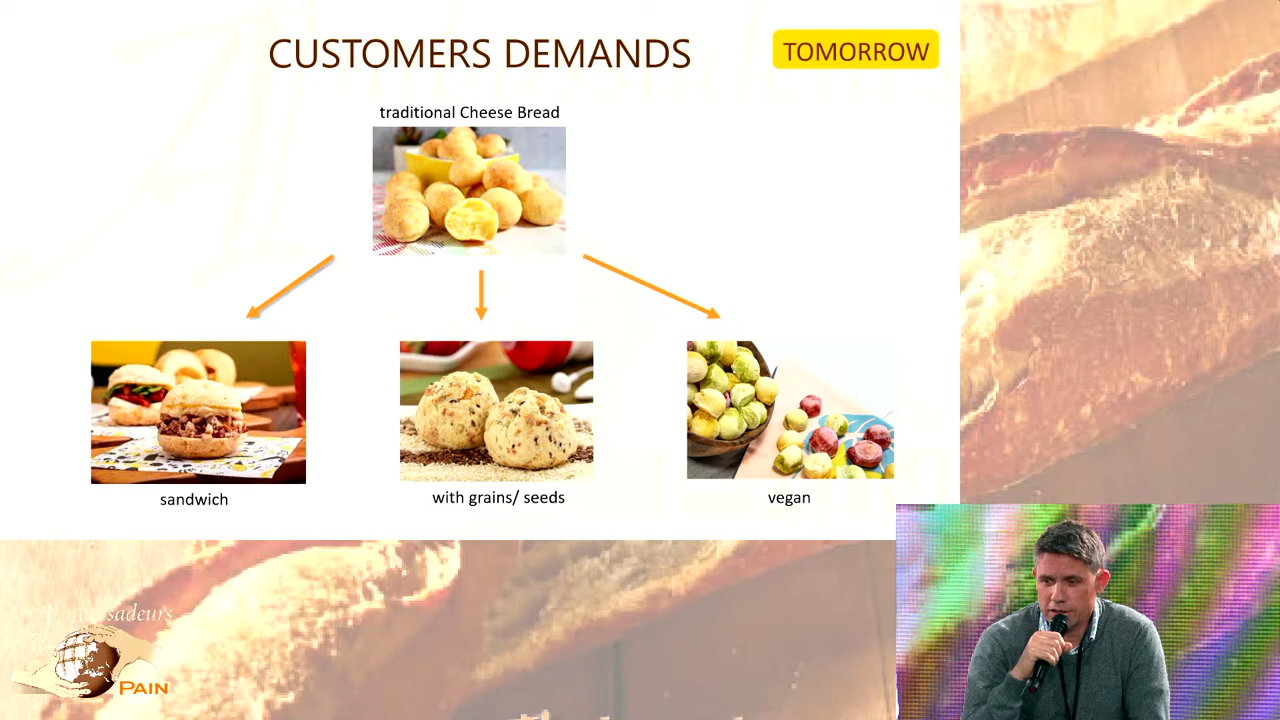 CUSTOMERS DEMANDS
TOMORROW
traditional Cheese Bread
sandwich
with grains/ seeds
vegan
PAIN